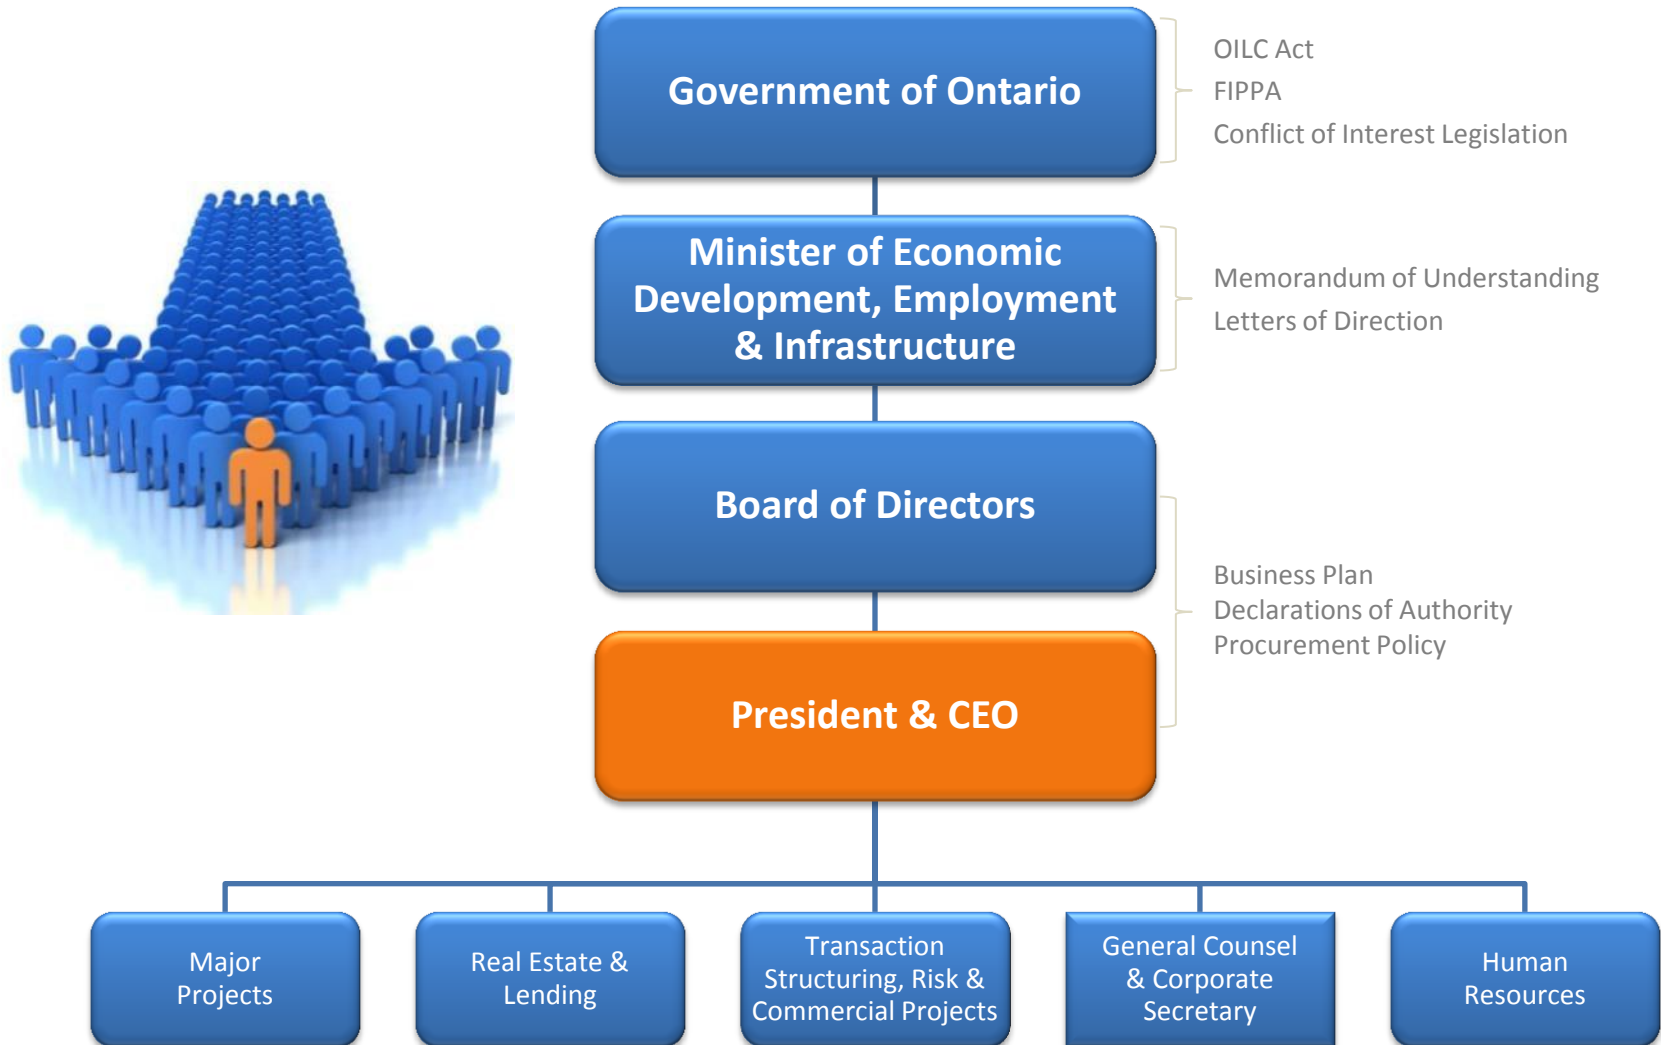 Government of Ontario
OILC Act
FIPPA
Conflict of Interest Legislation
Minister of Economic
Development, Employment
& Infrastructure
Memorandum of Understanding
Letters of Direction
Board of Directors
Business Plan
Declarations of Authority
Procurement Policy
President & CEO
Major
Projects
Real Estate &
Lending
Transaction
Structuring, Risk &
Commercial Projects
General Counsel
& Corporate
Secretary
Human
Resources